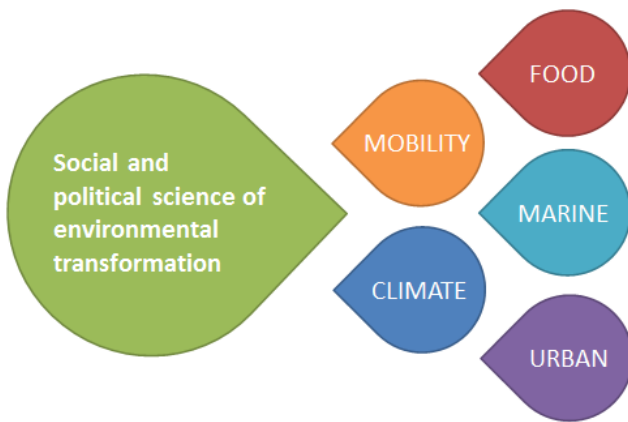 Social and
political science of
environmental
transformation
MOBILITY
CLIMATE
FOOD
MARINE
URBAN